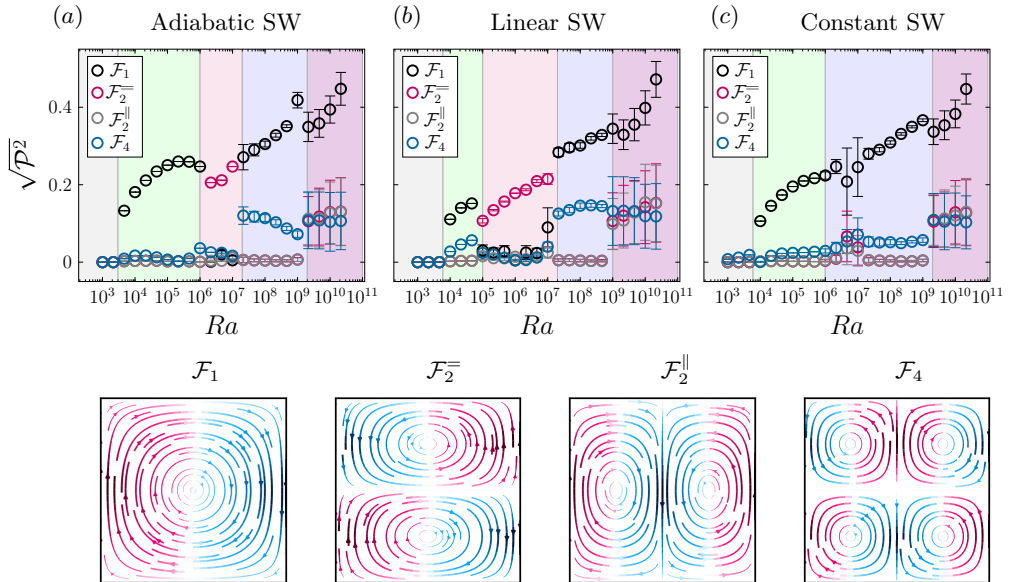 (a) Adiabatic SW
(b) Linear SW
(c) Constant SW
√P²
0.4
0.2
0
F₁
F₂⁼
F₂^∥
F₄
10³ 10⁴ 10⁵ 10⁶ 10⁷ 10⁸ 10⁹ 10¹⁰ 10¹¹
Ra
F₁
F₂⁼
F₂^∥
F₄
10³ 10⁴ 10⁵ 10⁶ 10⁷ 10⁸ 10⁹ 10¹⁰ 10¹¹
Ra
F₁
F₂⁼
F₂^∥
F₄
10³ 10⁴ 10⁵ 10⁶ 10⁷ 10⁸ 10⁹ 10¹⁰ 10¹¹
Ra
F₁
F₂⁼
F₂^∥
F₄